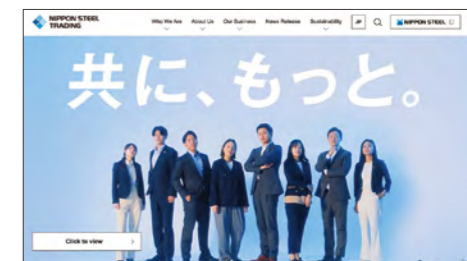 NIPPON STEEL
TRADING
Who We Are About Us Our Business News Release Sustainability JP NIPPON STEEL
共に、もっと。
Click to view